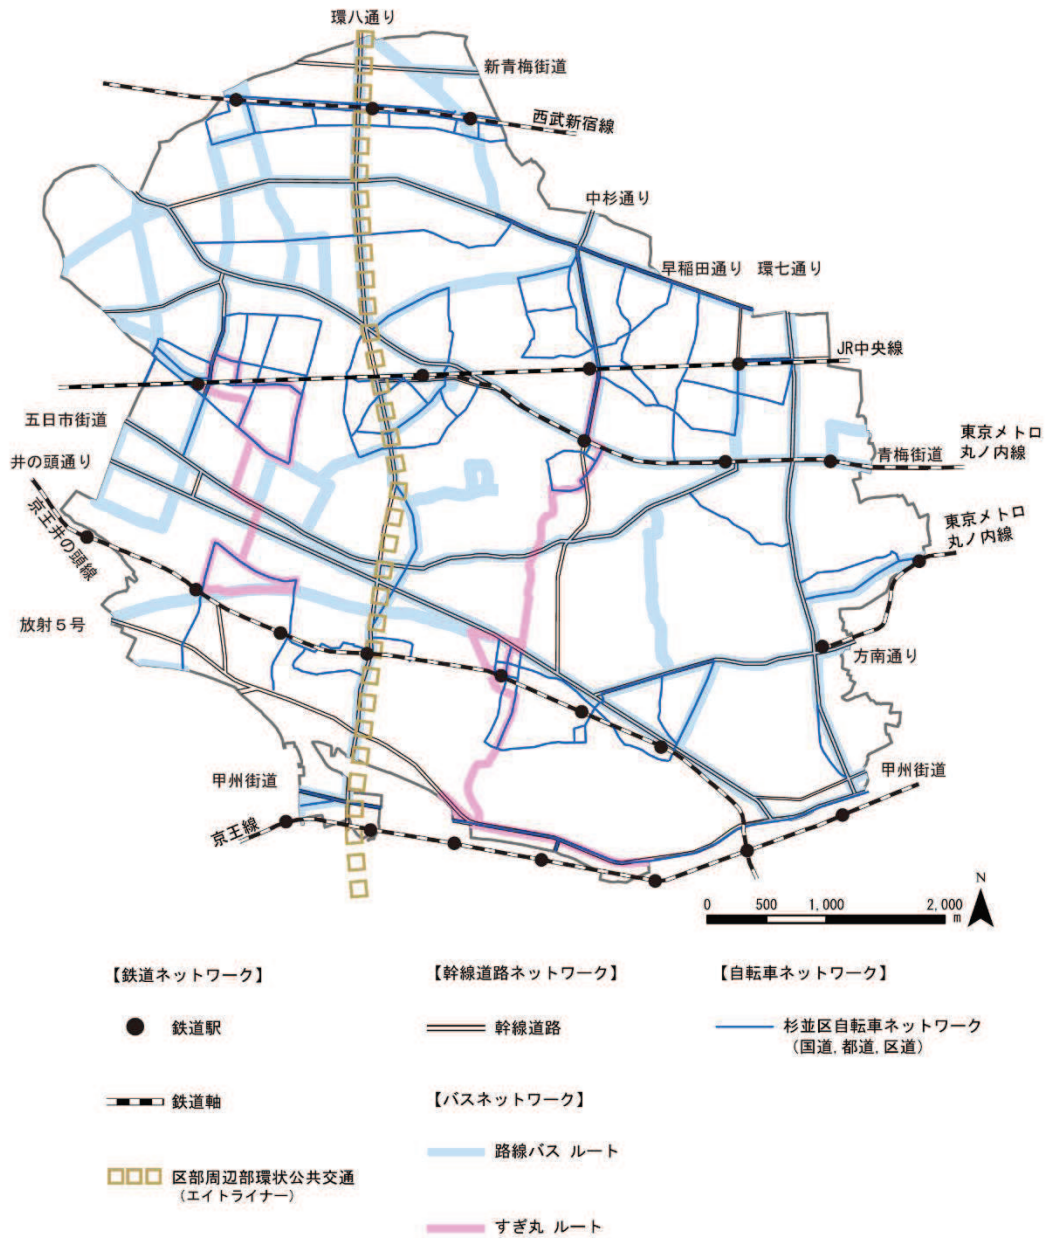 環八通り
新青梅街道
西武新宿線
中杉通り
早稲田通り 環七通り
JR中央線
五日市街道
井の頭通り
東京メトロ
丸ノ内線
青梅街道
京王井の頭線
東京メトロ
丸ノ内線
放射5号
方南通り
甲州街道
甲州街道
京王線
N
0 500 1,000 2,000
m
【鉄道ネットワーク】
鉄道駅
鉄道軸
区部周辺部環状公共交通
(エイトライナー)
【幹線道路ネットワーク】
幹線道路
【バスネットワーク】
路線バス ルート
すぎ丸 ルート
【自転車ネットワーク】
杉並区自転車ネットワーク
(国道,都道,区道)